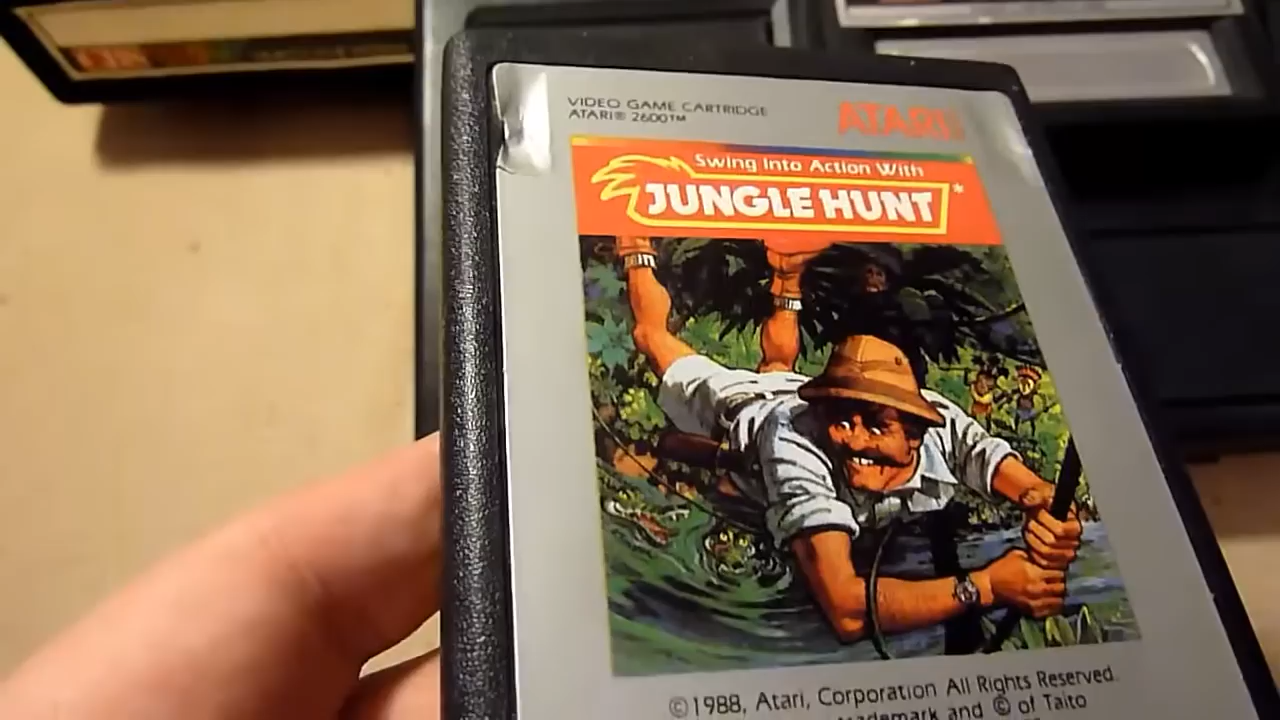 VIDEO GAME CARTRIDGE
ATARI® 2600™
ATARI
Swing Into Action With
JUNGLE HUNT*
©1988, Atari, Corporation All Rights Reserved.
trademark and © of Taito